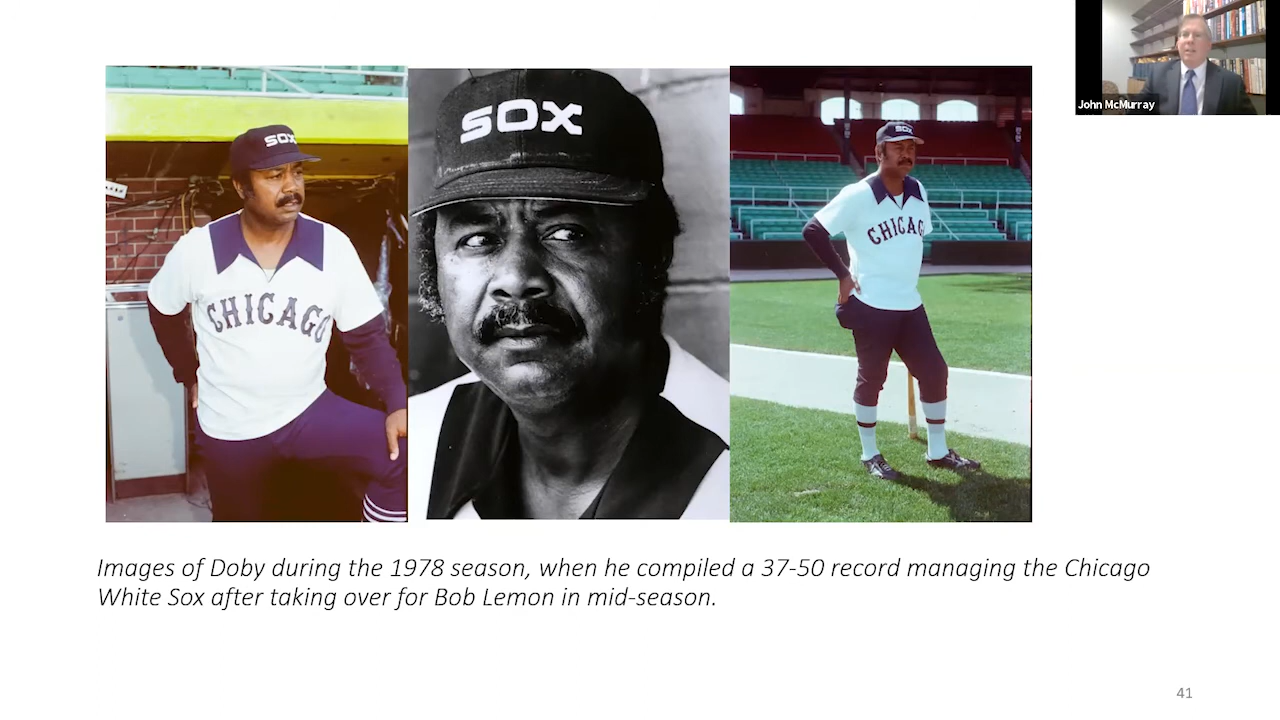 John McMurray
SOX
CHICAGO
SOX
SOX
CHICAG
Images of Doby during the 1978 season, when he compiled a 37-50 record managing the Chicago
White Sox after taking over for Bob Lemon in mid-season.
41